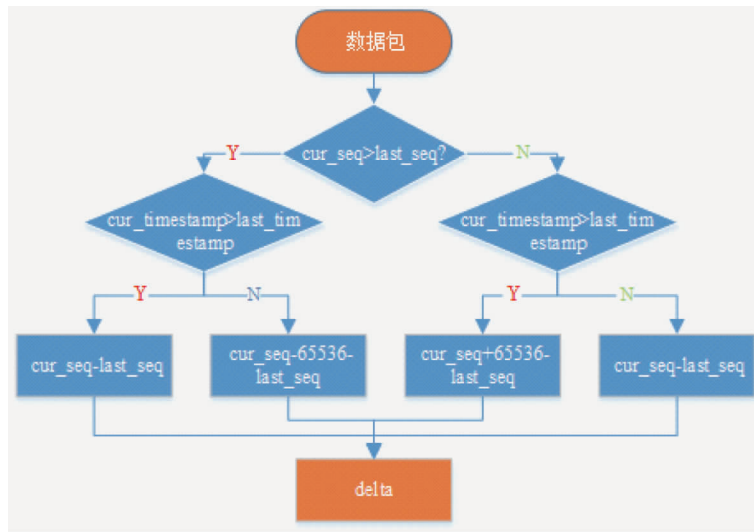 数据包
cur_seq>last_seq?
Y
N
cur_timestamp>last_tim
estamp
cur_timestamp>last_tim
estamp
Y
N
Y
N
cur_seq-last_seq
cur_seq-65536-
last_seq
cur_seq+65536-
last_seq
cur_seq-last_seq
delta